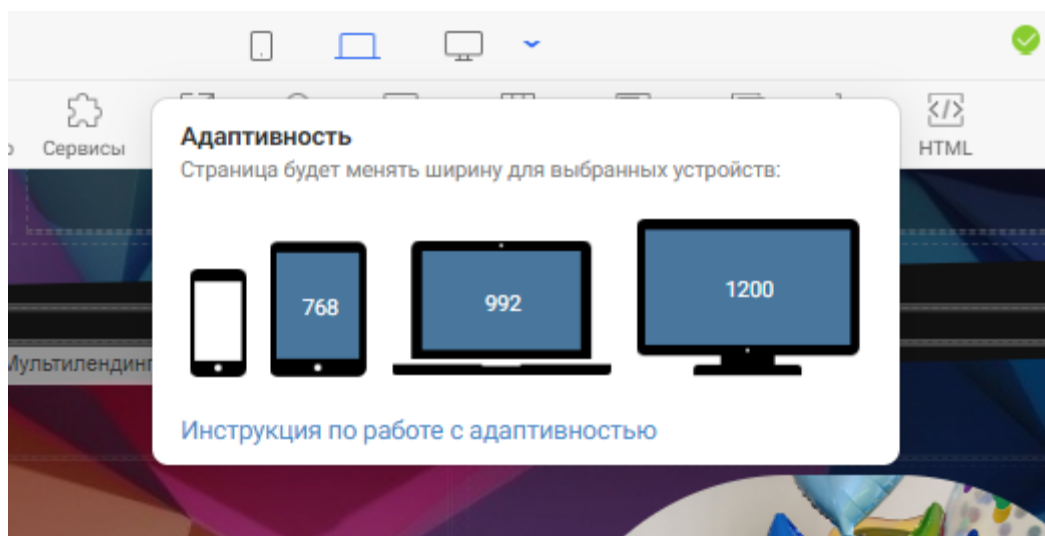 Сервисы
HTML
Адаптивность
Страница будет менять ширину для выбранных устройств:
768
992
1200
Мультилендинг
Инструкция по работе с адаптивностью